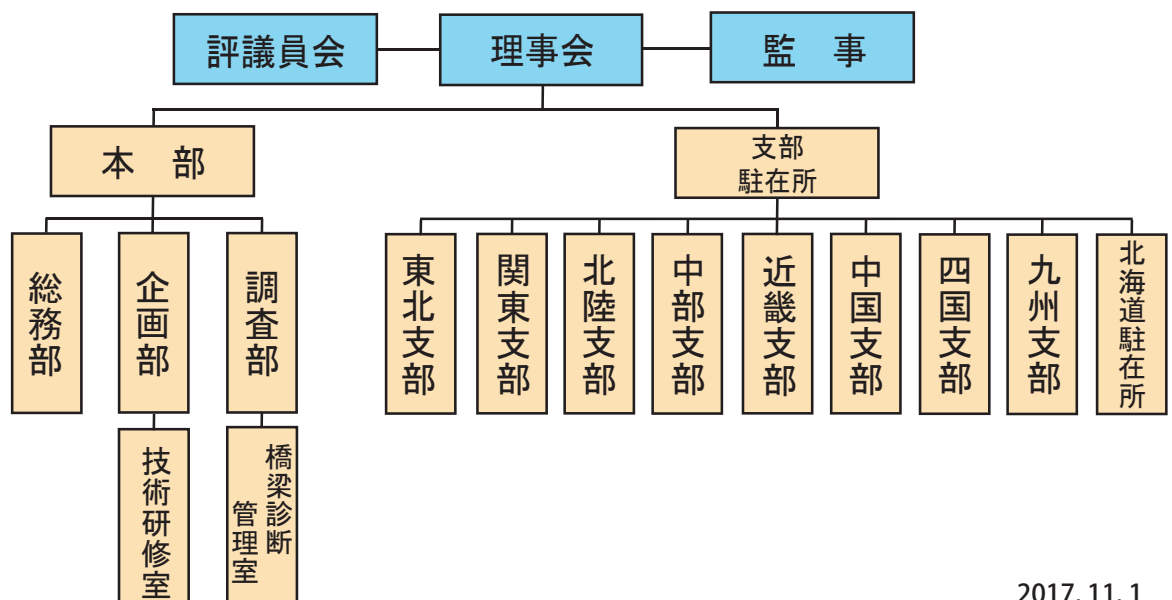 評議員会
理事会
監　事
本　部
支部
駐在所
総務部
企画部
調査部
東北支部
関東支部
北陸支部
中部支部
近畿支部
中国支部
四国支部
九州支部
北海道駐在所
技術研修室
橋梁診断
管理室
2017. 11. 1